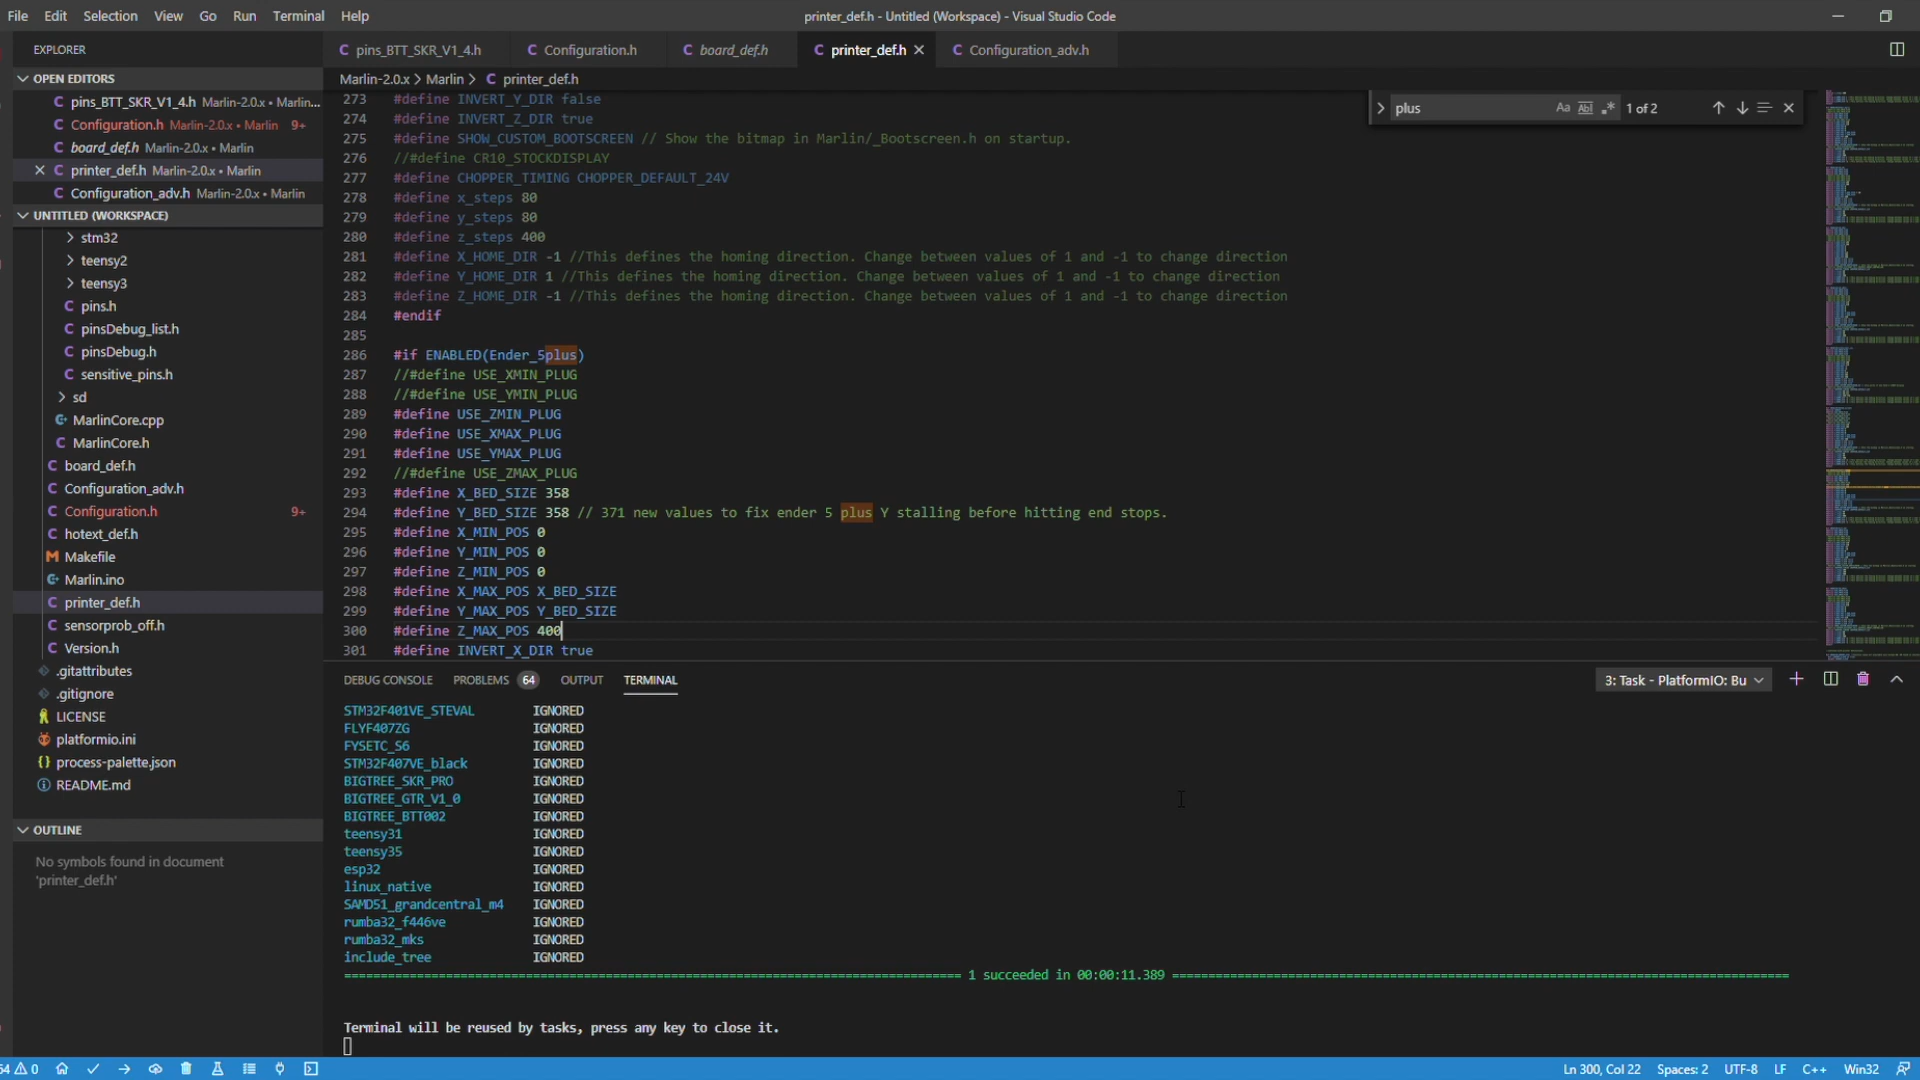 File Edit Selection View Go Run Terminal Help
printer_def.h - Untitled (Workspace) - Visual Studio Code
EXPLORER
OPEN EDITORS
pins_BTT_SKR_V1_4.h Marlin-2.0.x • Marlin...
Configuration.h Marlin-2.0.x • Marlin 9+
board_def.h Marlin-2.0.x • Marlin
printer_def.h Marlin-2.0.x • Marlin
Configuration_adv.h Marlin-2.0.x • Marlin
UNTITLED (WORKSPACE)
stm32
teensy2
teensy3
pins.h
pinsDebug_list.h
pinsDebug.h
sensitive_pins.h
sd
MarlinCore.cpp
MarlinCore.h
board_def.h
Configuration_adv.h
Configuration.h 9+
hotext_def.h
Makefile
Marlin.ino
printer_def.h
sensorprob_off.h
Version.h
.gitattributes
.gitignore
LICENSE
platformio.ini
process-palette.json
README.md
OUTLINE
No symbols found in document
'printer_def.h'
pins_BTT_SKR_V1_4.h Configuration.h board_def.h printer_def.h Configuration_adv.h
Marlin-2.0.x > Marlin > printer_def.h
plus Aa Abl .* 1 of 2
273 #define INVERT_Y_DIR false
274 #define INVERT_Z_DIR true
275 #define SHOW_CUSTOM_BOOTSCREEN // Show the bitmap in Marlin/_Bootscreen.h on startup.
276 //#define CR10_STOCKDISPLAY
277 #define CHOPPER_TIMING CHOPPER_DEFAULT_24V
278 #define x_steps 80
279 #define y_steps 80
280 #define z_steps 400
281 #define X_HOME_DIR -1 //This defines the homing direction. Change between values of 1 and -1 to change direction
282 #define Y_HOME_DIR 1 //This defines the homing direction. Change between values of 1 and -1 to change direction
283 #define Z_HOME_DIR -1 //This defines the homing direction. Change between values of 1 and -1 to change direction
284 #endif
285
286 #if ENABLED(Ender_5plus)
287 //#define USE_XMIN_PLUG
288 //#define USE_YMIN_PLUG
289 #define USE_ZMIN_PLUG
290 #define USE_XMAX_PLUG
291 #define USE_YMAX_PLUG
292 //#define USE_ZMAX_PLUG
293 #define X_BED_SIZE 358
294 #define Y_BED_SIZE 358 // 371 new values to fix ender 5 plus Y stalling before hitting end stops.
295 #define X_MIN_POS 0
296 #define Y_MIN_POS 0
297 #define Z_MIN_POS 0
298 #define X_MAX_POS X_BED_SIZE
299 #define Y_MAX_POS Y_BED_SIZE
300 #define Z_MAX_POS 400
301 #define INVERT_X_DIR true
DEBUG CONSOLE PROBLEMS 64 OUTPUT TERMINAL
3: Task - PlatformIO: Bu
STM32F401VE_STEVAL IGNORED
FLYF407ZG IGNORED
FYSETC_S6 IGNORED
STM32F407VE_black IGNORED
BIGTREE_SKR_PRO IGNORED
BIGTREE_GTR_V1_0 IGNORED
BIGTREE_BTT002 IGNORED
teensy31 IGNORED
teensy35 IGNORED
esp32 IGNORED
linux_native IGNORED
SAMD51_grandcentral_m4 IGNORED
rumba32_f446ve IGNORED
rumba32_mks IGNORED
include_tree IGNORED
1 succeeded in 00:00:11.389
Terminal will be reused by tasks, press any key to close it.
64 0
Ln 300, Col 22 Spaces: 2 UTF-8 LF C++ Win32